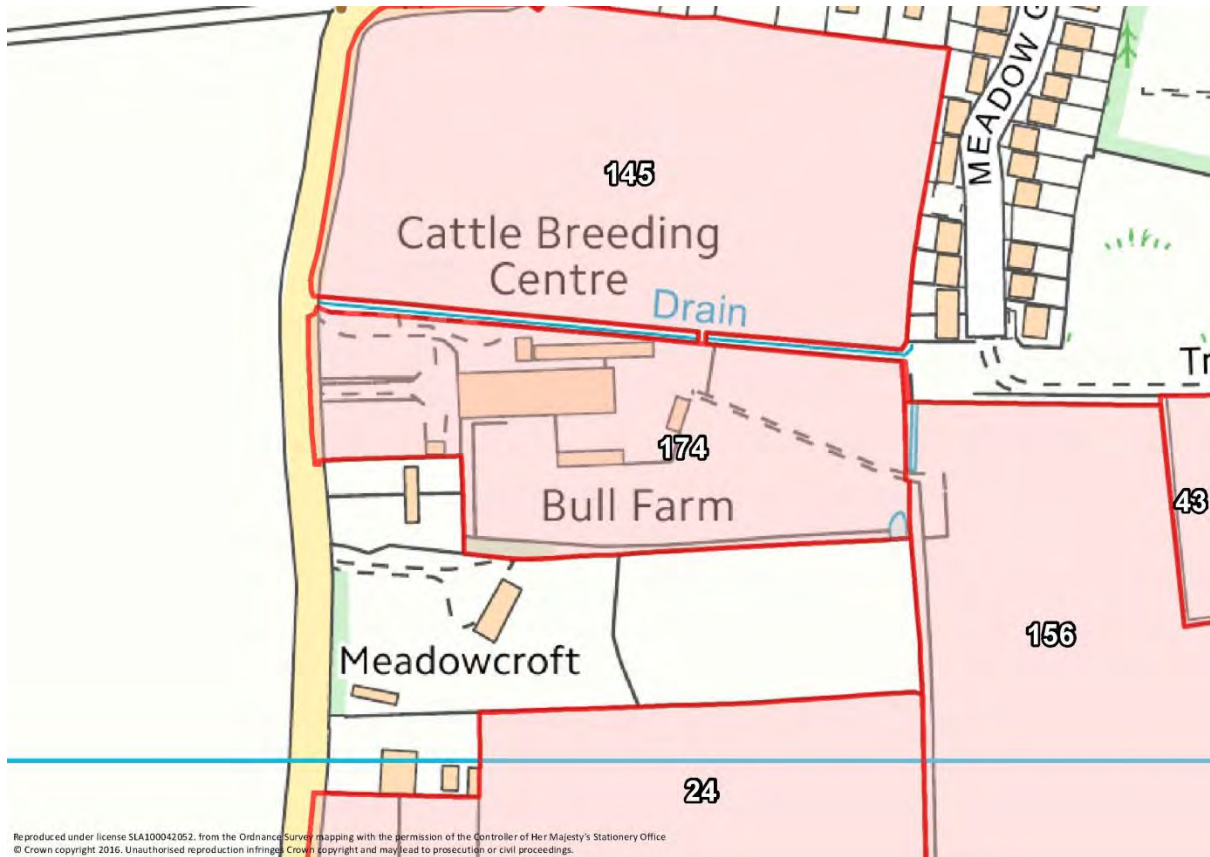 MEADOW G
145
Cattle Breeding
Centre
Drain
Tr
174
43
Bull Farm
156
Meadowcroft
24
Reproduced under license SLA100042052. from the Ordnance Survey mapping with the permission of the Controller of Her Majesty's Stationery Office
© Crown copyright 2016. Unauthorised reproduction infringes Crown copyright and may lead to prosecution or civil proceedings.